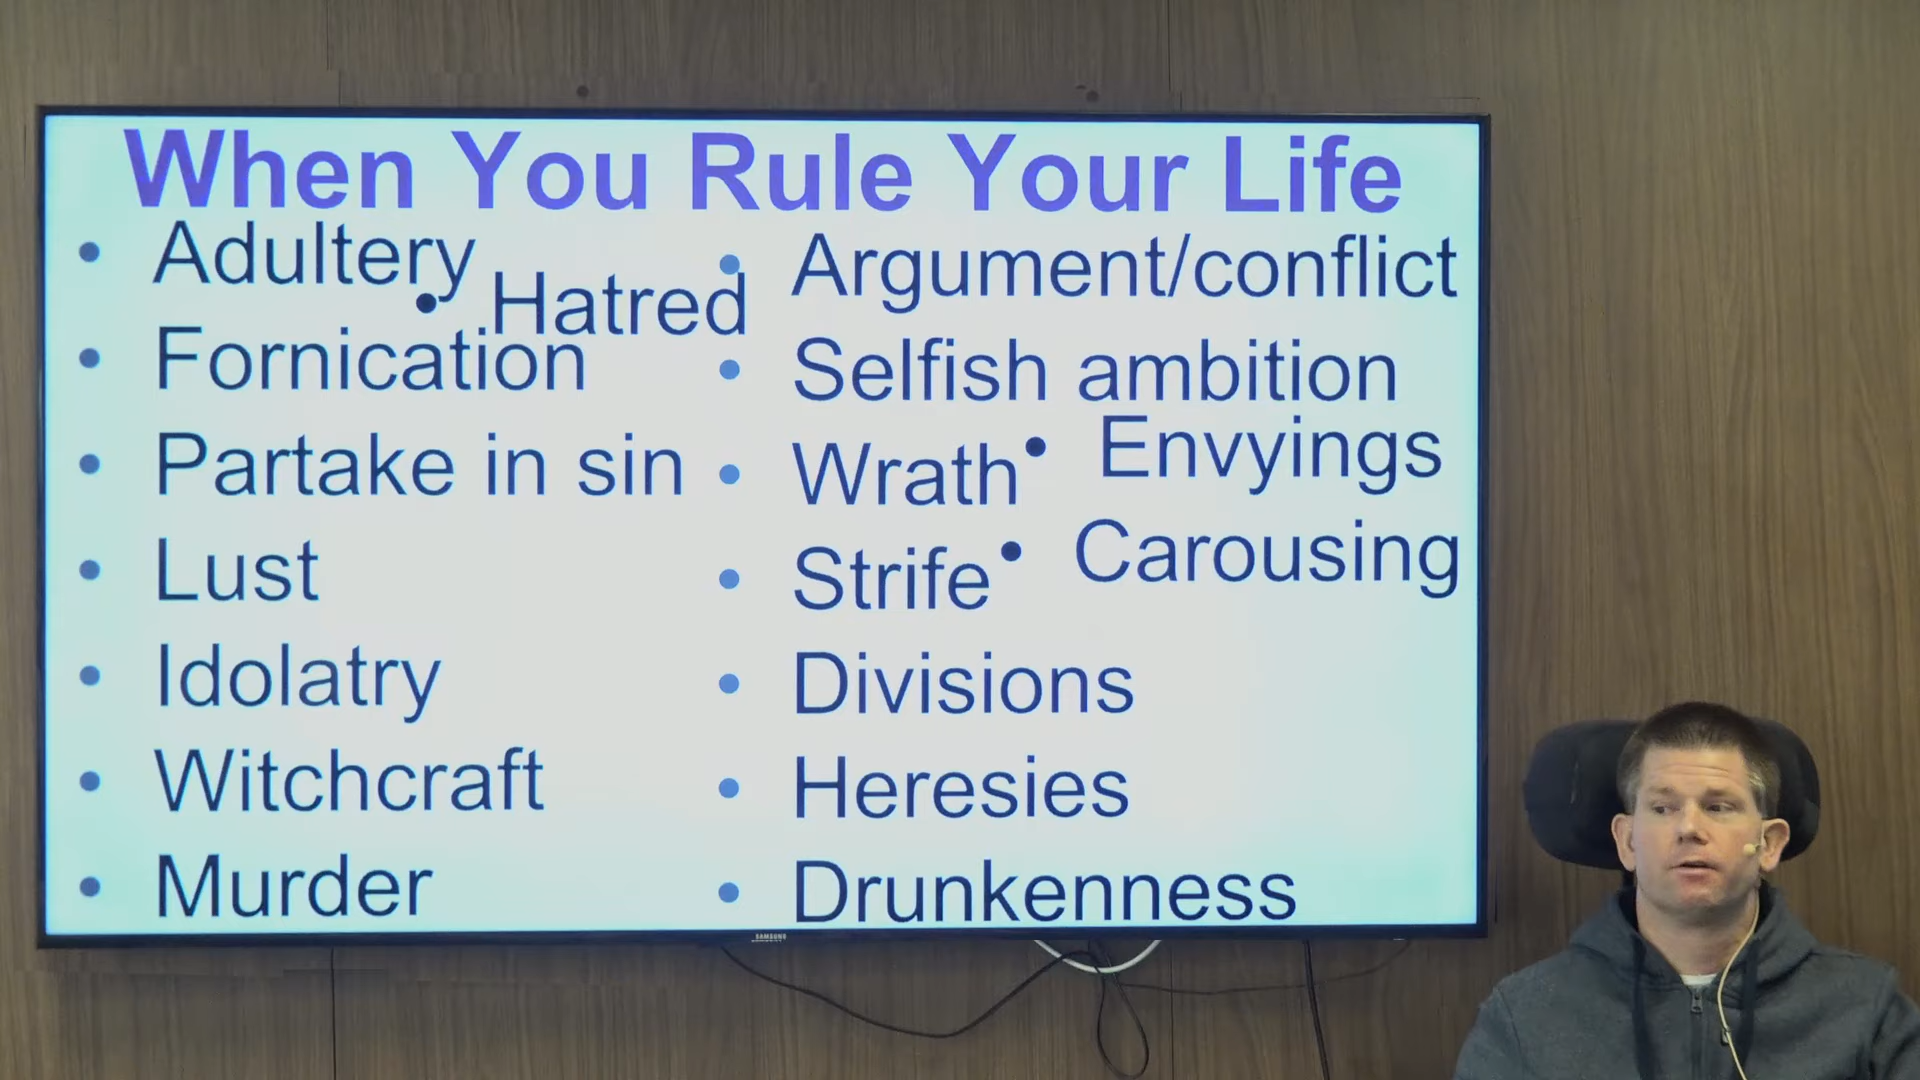 When You Rule Your Life
• Adultery
• Hatred
• Fornication
• Partake in sin
• Lust
• Idolatry
• Witchcraft
• Murder
• Argument/conflict
• Selfish ambition
• Wrath
• Envyings
• Strife
• Carousing
• Divisions
• Heresies
• Drunkenness
SAMSUNG